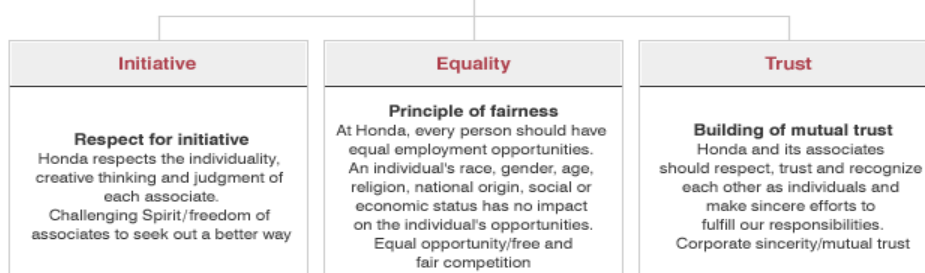 Initiative
Respect for initiative
Honda respects the individuality,
creative thinking and judgment of
each associate.
Challenging Spirit/freedom of
associates to seek out a better way
Equality
Principle of fairness
At Honda, every person should have
equal employment opportunities.
An individual's race, gender, age,
religion, national origin, social or
economic status has no impact
on the individual's opportunities.
Equal opportunity/free and
fair competition
Trust
Building of mutual trust
Honda and its associates
should respect, trust and recognize
each other as individuals and
make sincere efforts to
fulfill our responsibilities.
Corporate sincerity/mutual trust